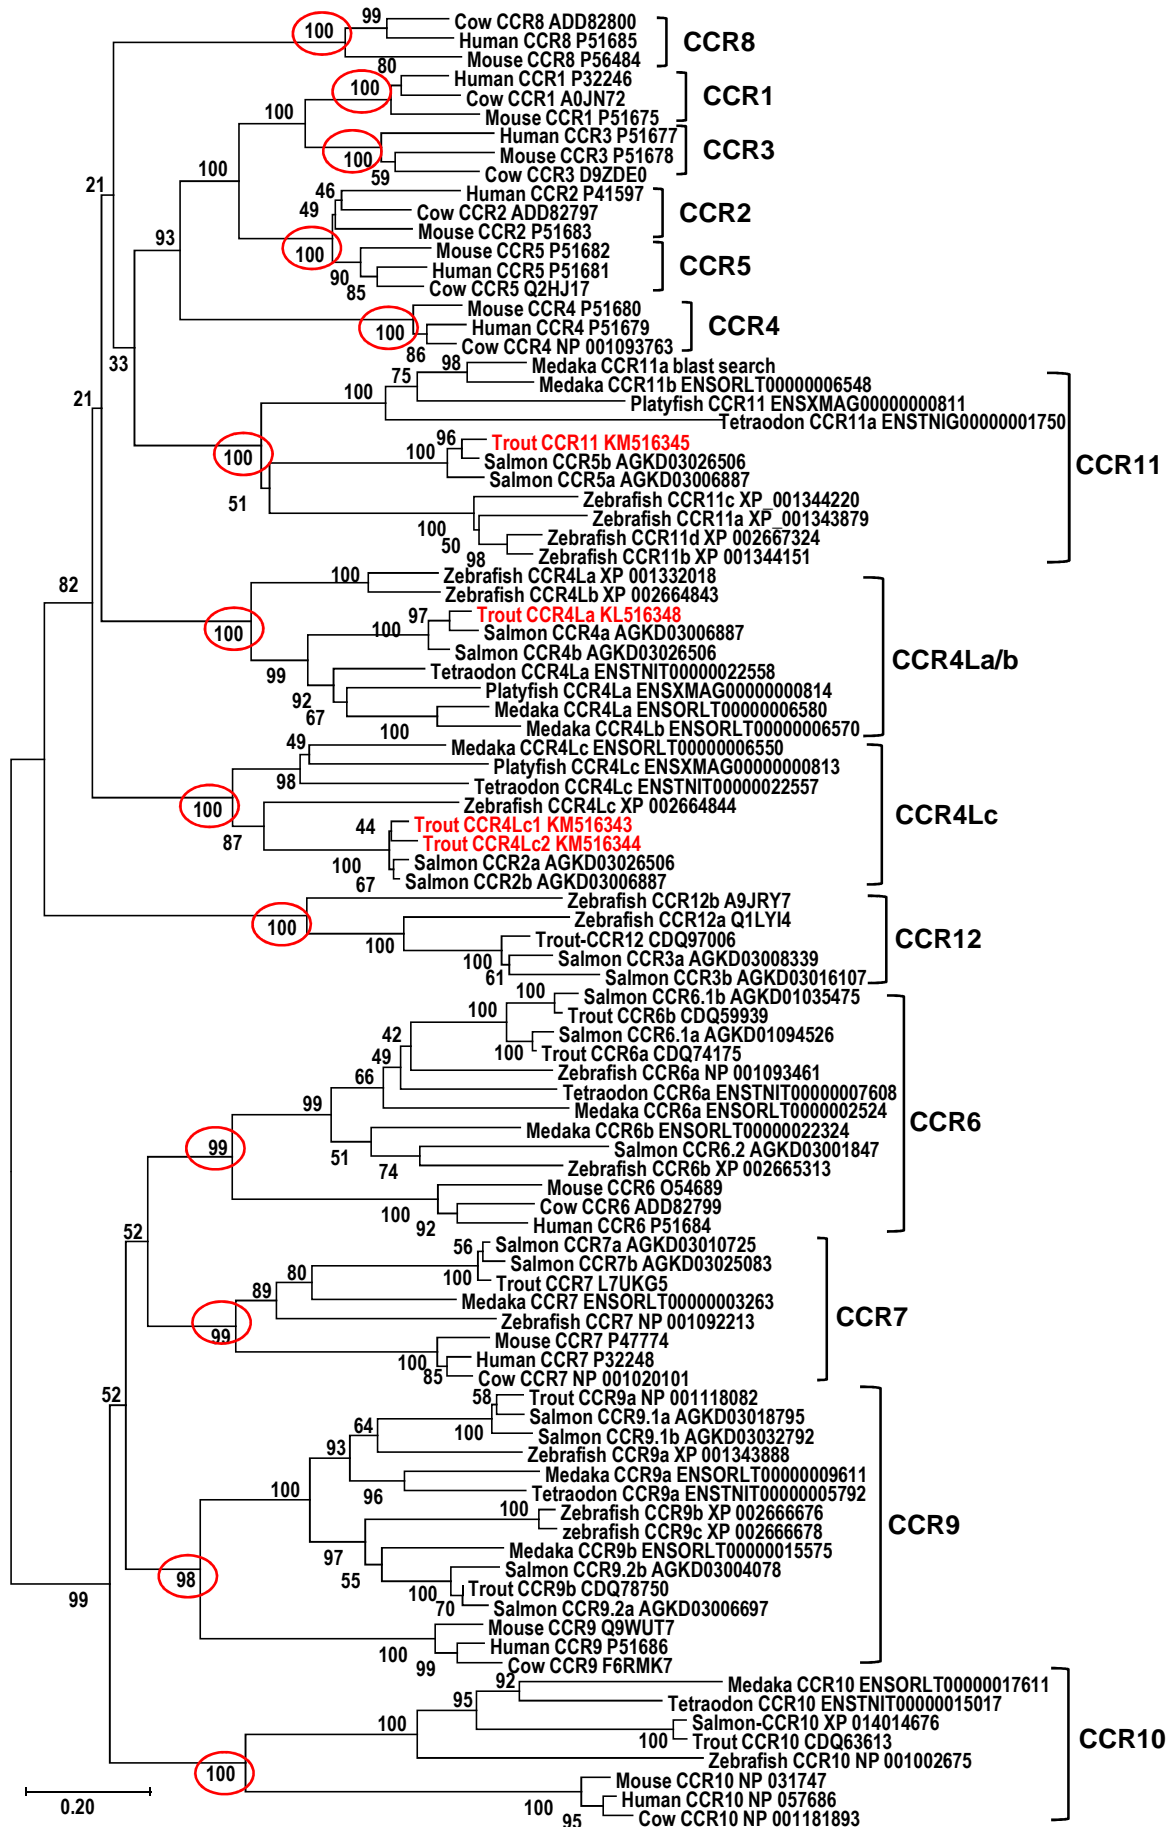 99
Cow CCR8 ADD82800
100
Human CCR8 P51685
CCR8
Mouse CCR8 P56484
80
Human CCR1 P32246
100
Cow CCR1 A0JN72
CCR1
100
Mouse CCR1 P51675
Human CCR3 P51677
100
Mouse CCR3 P51678
CCR3
100
59
Cow CCR3 D9ZDE0
21
46
Human CCR2 P41597
49
Cow CCR2 ADD82797
CCR2
93
Mouse CCR2 P51683
100
Mouse CCR5 P51682
90
Human CCR5 P51681
CCR5
85
Cow CCR5 Q2HJ17
Mouse CCR4 P51680
100
Human CCR4 P51679
CCR4
86
Cow CCR4 NP 001093763
33
98
Medaka CCR11a blast search
75
Medaka CCR11b ENSORLT00000006548
100
21
Platyfish CCR11 ENSXMAG00000000811
Tetraodon CCR11a ENSTNIG00000001750
96
Trout CCR11 KM516345
100
100
Salmon CCR5b AGKD03026506
CCR11
Salmon CCR5a AGKD03006887
51
Zebrafish CCR11c XP_001344220
Zebrafish CCR11a XP_001343879
100
50
Zebrafish CCR11d XP 002667324
98
Zebrafish CCR11b XP 001344151
82
100
Zebrafish CCR4La XP 001332018
Zebrafish CCR4Lb XP 002664843
97
Trout CCR4La KL516348
100
100
Salmon CCR4a AGKD03006887
Salmon CCR4b AGKD03026506
99
Tetraodon CCR4La ENSTNIT00000022558
CCR4La/b
92
Platyfish CCR4La ENSXMAG00000000814
67
Medaka CCR4La ENSORLT00000006580
100
Medaka CCR4Lb ENSORLT00000006570
49
Medaka CCR4Lc ENSORLT00000006550
Platyfish CCR4Lc ENSXMAG00000000813
98
Tetraodon CCR4Lc ENSTNIT00000022557
100
Zebrafish CCR4Lc XP 002664844
CCR4Lc
87
44
Trout CCR4Lc1 KM516343
Trout CCR4Lc2 KM516344
100
Salmon CCR2a AGKD03026506
67
Salmon CCR2b AGKD03006887
Zebrafish CCR12b A9JRY7
100
Zebrafish CCR12a Q1LYI4
100
Trout-CCR12 CDQ97006
CCR12
100
Salmon CCR3a AGKD03008339
61
Salmon CCR3b AGKD03016107
100
Salmon CCR6.1b AGKD01035475
100
Trout CCR6b CDQ59939
42
Salmon CCR6.1a AGKD01094526
49
100
Trout CCR6a CDQ74175
66
Zebrafish CCR6a NP 001093461
99
Tetraodon CCR6a ENSTNIT00000007608
Medaka CCR6a ENSORLT0000002524
CCR6
99
Medaka CCR6b ENSORLT00000022324
51
Salmon CCR6.2 AGKD03001847
74
Zebrafish CCR6b XP 002665313
Mouse CCR6 O54689
100
Cow CCR6 ADD82799
92
Human CCR6 P51684
52
56
Salmon CCR7a AGKD03010725
80
Salmon CCR7b AGKD03025083
89
100
Trout CCR7 L7UKG5
Medaka CCR7 ENSORLT00000003263
CCR7
99
Zebrafish CCR7 NP 001092213
Mouse CCR7 P47774
100
Human CCR7 P32248
85
Cow CCR7 NP 001020101
52
58
Trout CCR9a NP 001118082
64
Salmon CCR9.1a AGKD03018795
100
Salmon CCR9.1b AGKD03032792
93
Zebrafish CCR9a XP 001343888
Medaka CCR9a ENSORLT00000009611
100
96
Tetraodon CCR9a ENSTNIT00000005792
100
Zebrafish CCR9b XP 002666676
zebrafish CCR9c XP 002666678
CCR9
97
Medaka CCR9b ENSORLT00000015575
55
Salmon CCR9.2b AGKD03004078
98
100
Trout CCR9b CDQ78750
99
70
Salmon CCR9.2a AGKD03006697
Mouse CCR9 Q9WUT7
100
Human CCR9 P51686
99
Cow CCR9 F6RMK7
92
Medaka CCR10 ENSORLT00000017611
95
Tetraodon CCR10 ENSTNIT00000015017
100
Salmon-CCR10 XP 014014676
100
Trout CCR10 CDQ63613
CCR10
Zebrafish CCR10 NP 001002675
100
Mouse CCR10 NP 031747
0.20
100
Human CCR10 NP 057686
95
Cow CCR10 NP 001181893